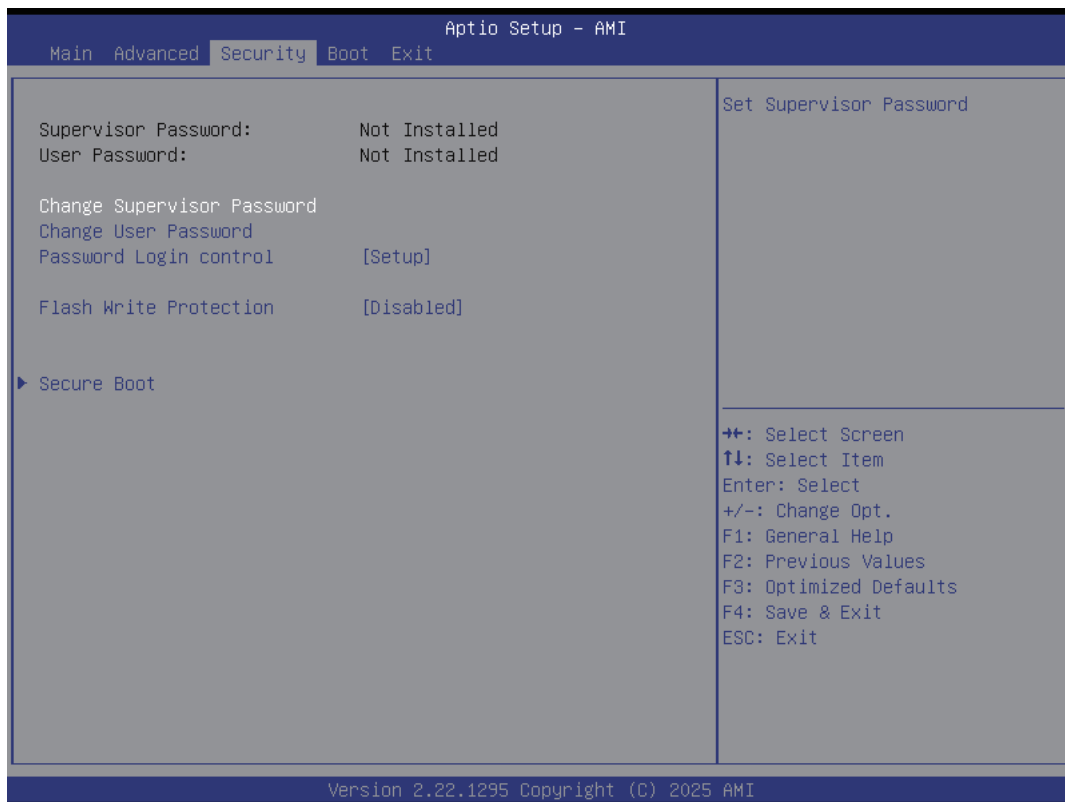 Aptio Setup – AMI
Main Advanced Security Boot Exit
Supervisor Password: Not Installed
User Password: Not Installed
Change Supervisor Password
Change User Password
Password Login control [Setup]
Flash Write Protection [Disabled]
▶ Secure Boot
Set Supervisor Password
→←: Select Screen
↑↓: Select Item
Enter: Select
+/-: Change Opt.
F1: General Help
F2: Previous Values
F3: Optimized Defaults
F4: Save & Exit
ESC: Exit
Version 2.22.1295 Copyright (C) 2025 AMI